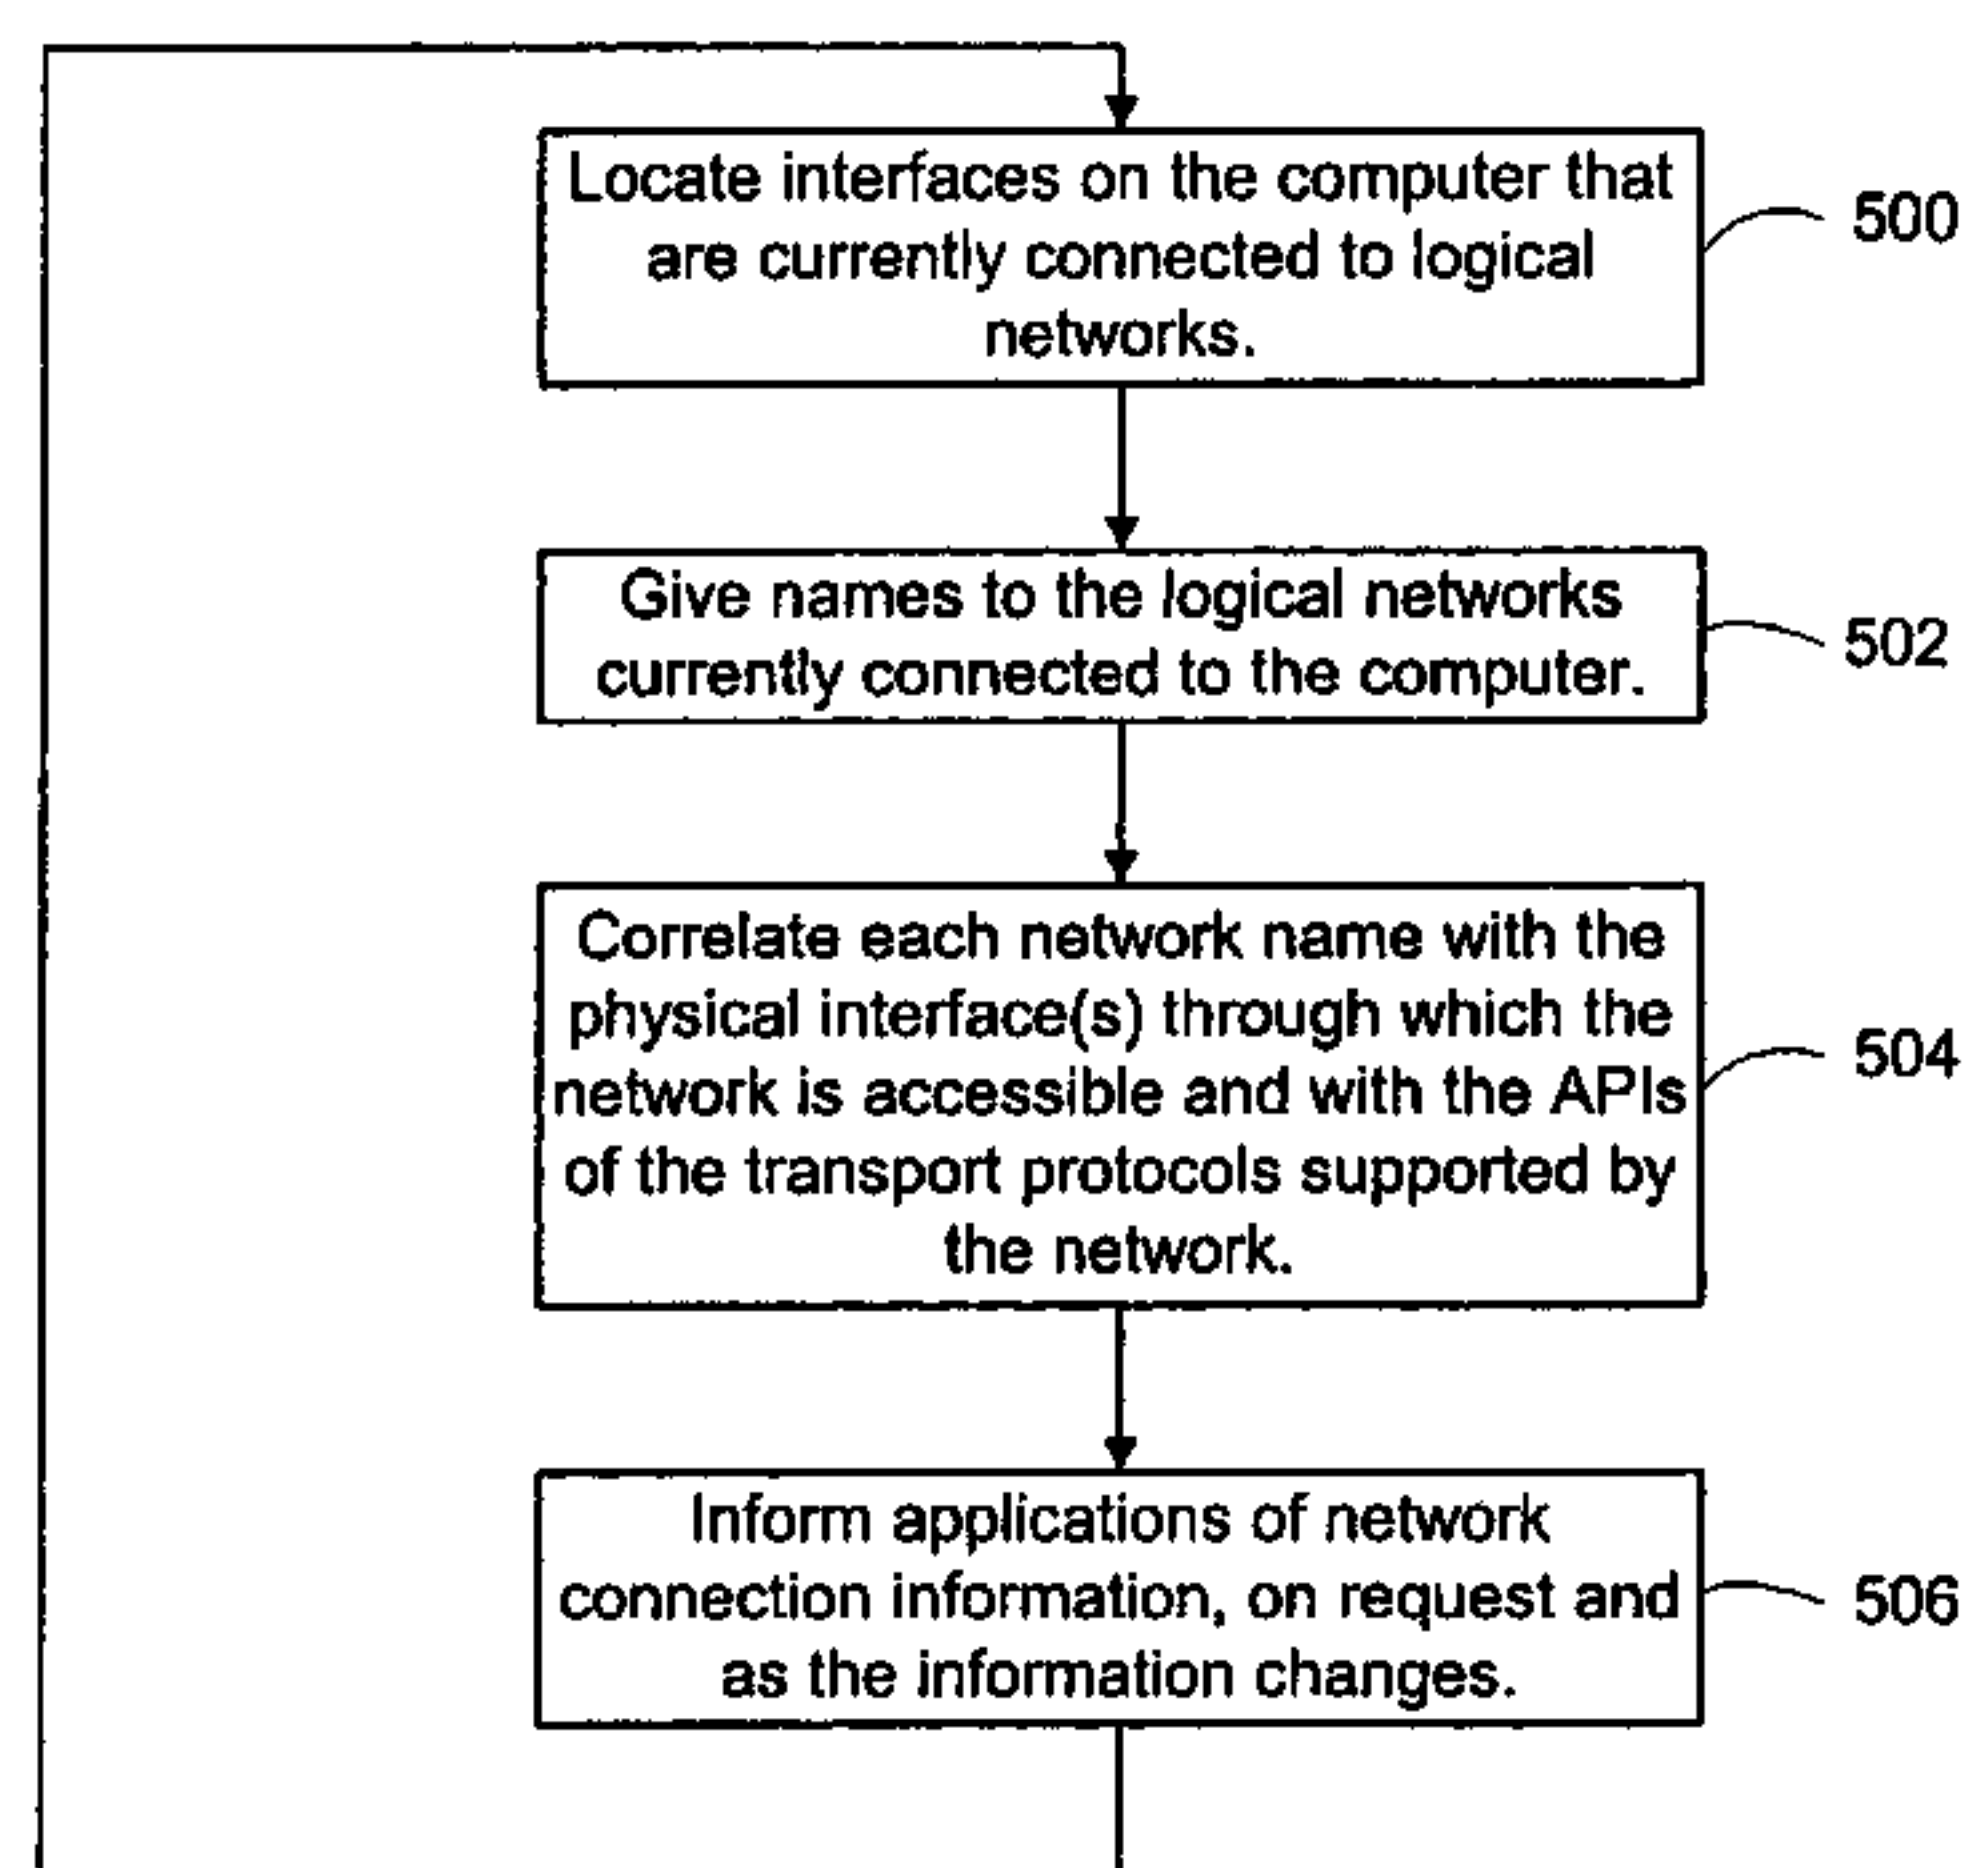 Locate interfaces on the computer that
are currently connected to logical
networks.
500
Give names to the logical networks
currently connected to the computer.
502
Correlate each network name with the
physical interface(s) through which the
network is accessible and with the APIs
of the transport protocols supported by
the network.
504
Inform applications of network
connection information, on request and
as the information changes.
506